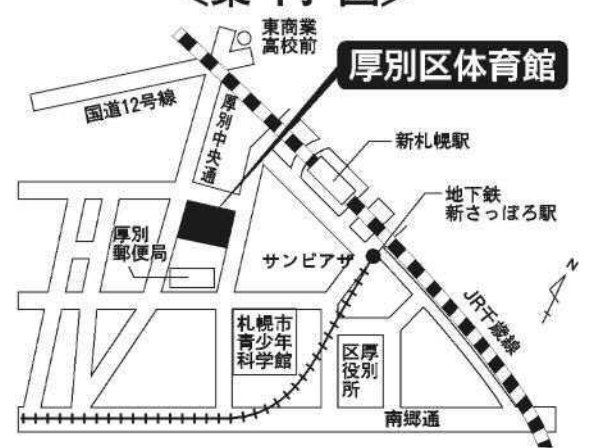 <案内図>
東商業
高校前
厚別区体育館
国道12号線
厚別中央通
新札幌駅
地下鉄
新さっぽろ駅
厚別
郵便局
サンピアザ
N
JR千歳線
札幌市
青少年
科学館
厚別
区役所
南郷通